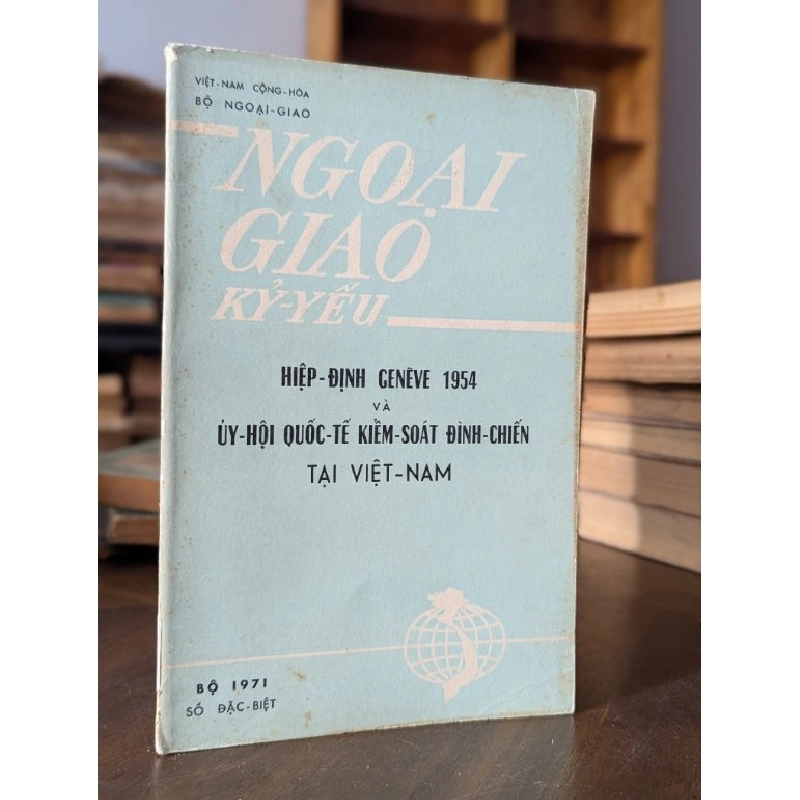 VIỆT-NAM CỘNG-HÒA
BỘ NGOẠI-GIAO
NGOẠI
GIAO
KỶ-YẾU
HIỆP-ĐỊNH GENÈVE 1954
VÀ
ỦY-HỘI QUỐC-TẾ KIỂM-SOÁT ĐÌNH-CHIẾN
TẠI VIỆT-NAM
BỘ 1971
SỐ ĐẶC-BIỆT